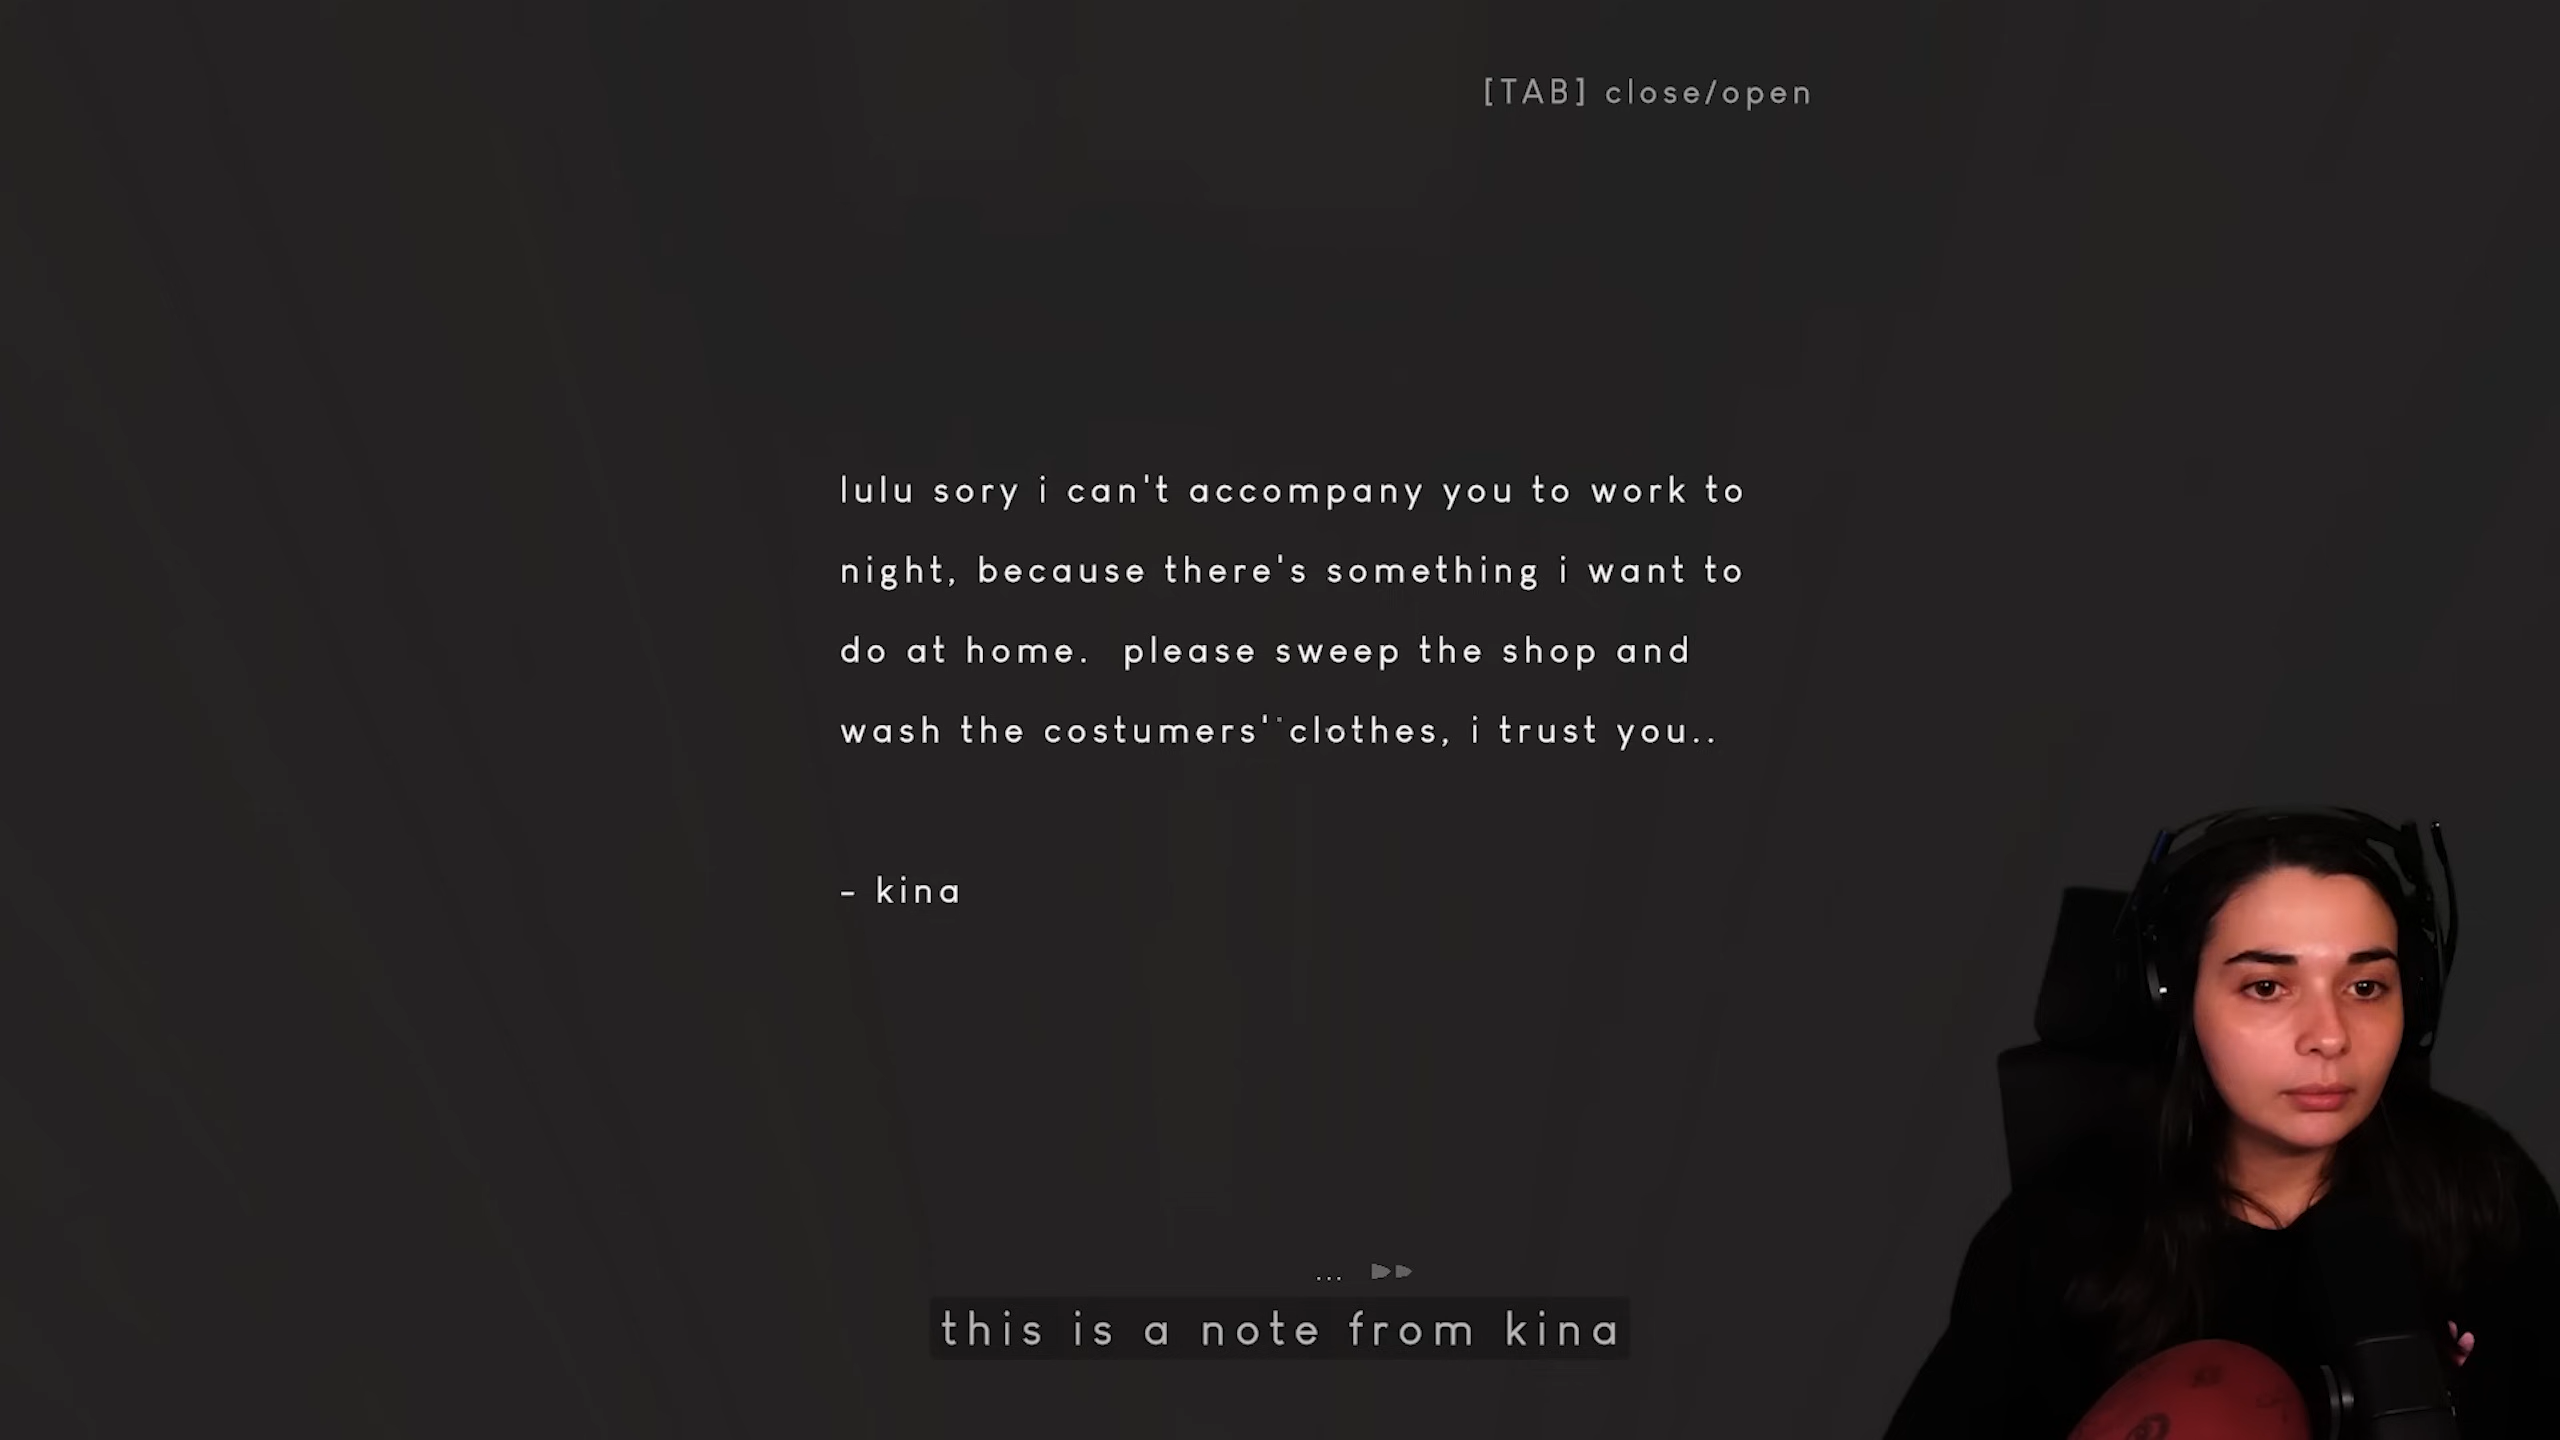 [TAB] close/open
lulu sory i can't accompany you to work to
night, because there's something i want to
do at home.  please sweep the shop and
wash the costumers' clothes, i trust you..
- kina
...
this is a note from kina